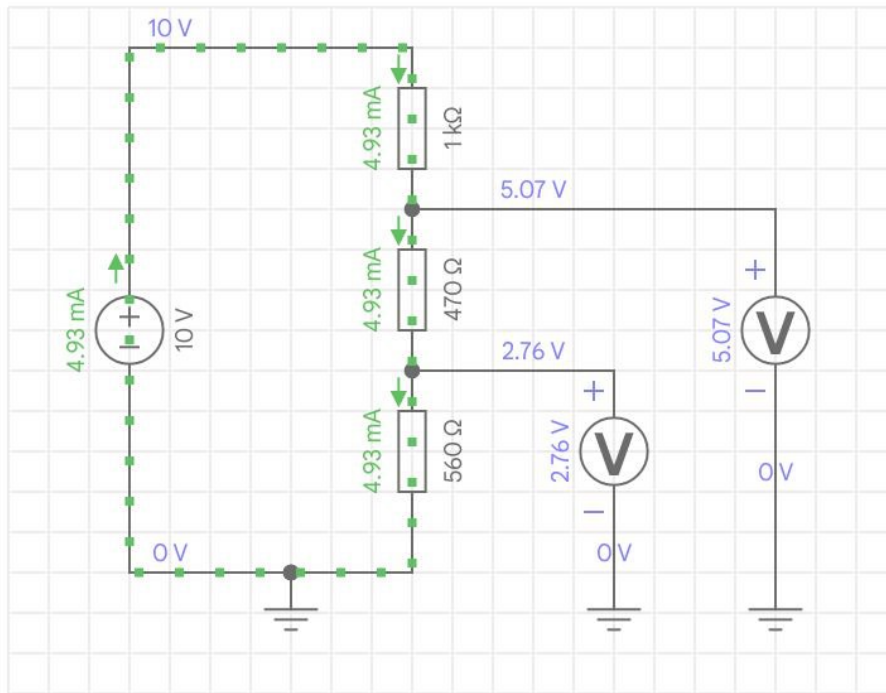 10 V
4.93 mA
1 kΩ
5.07 V
4.93 mA
470 Ω
+
5.07 V
V
−
4.93 mA
+
−
10 V
2.76 V
+
4.93 mA
560 Ω
2.76 V
V
−
0 V
0 V
0 V